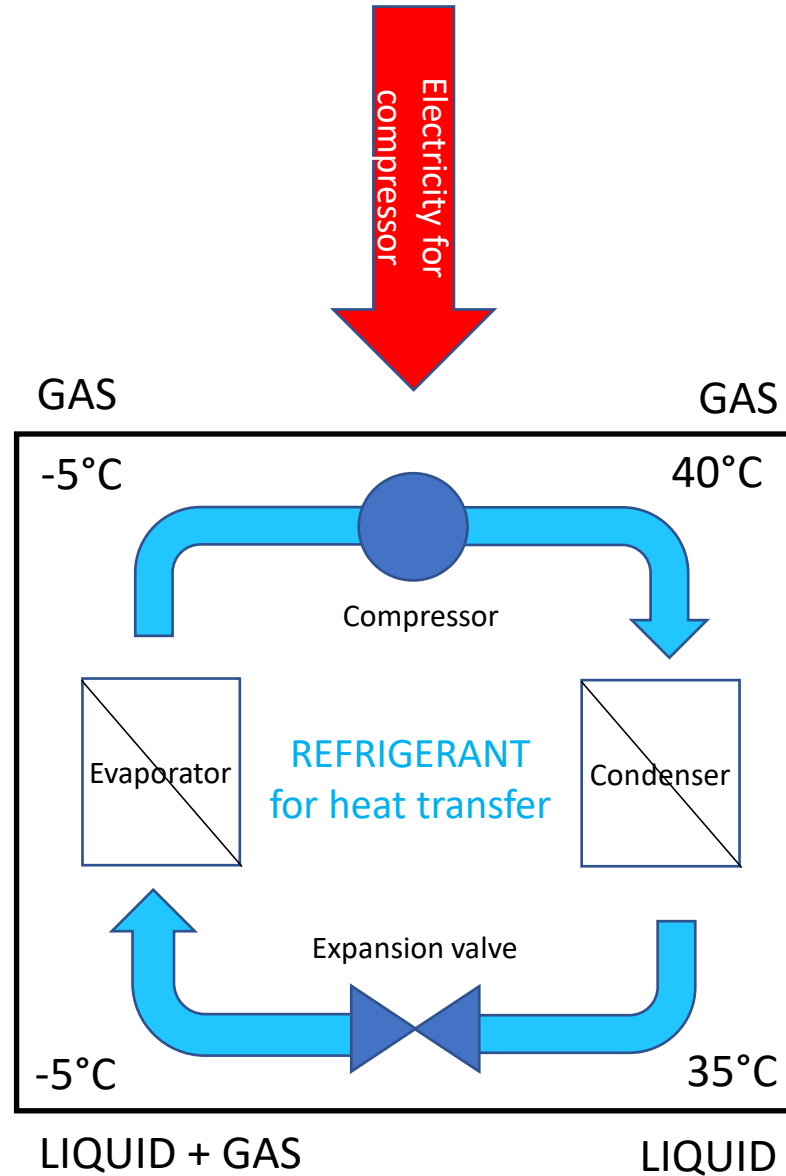 Electricity for
compressor
GAS
GAS
-5°C
40°C
Compressor
Evaporator
REFRIGERANT
for heat transfer
Condenser
Expansion valve
-5°C
35°C
LIQUID + GAS
LIQUID